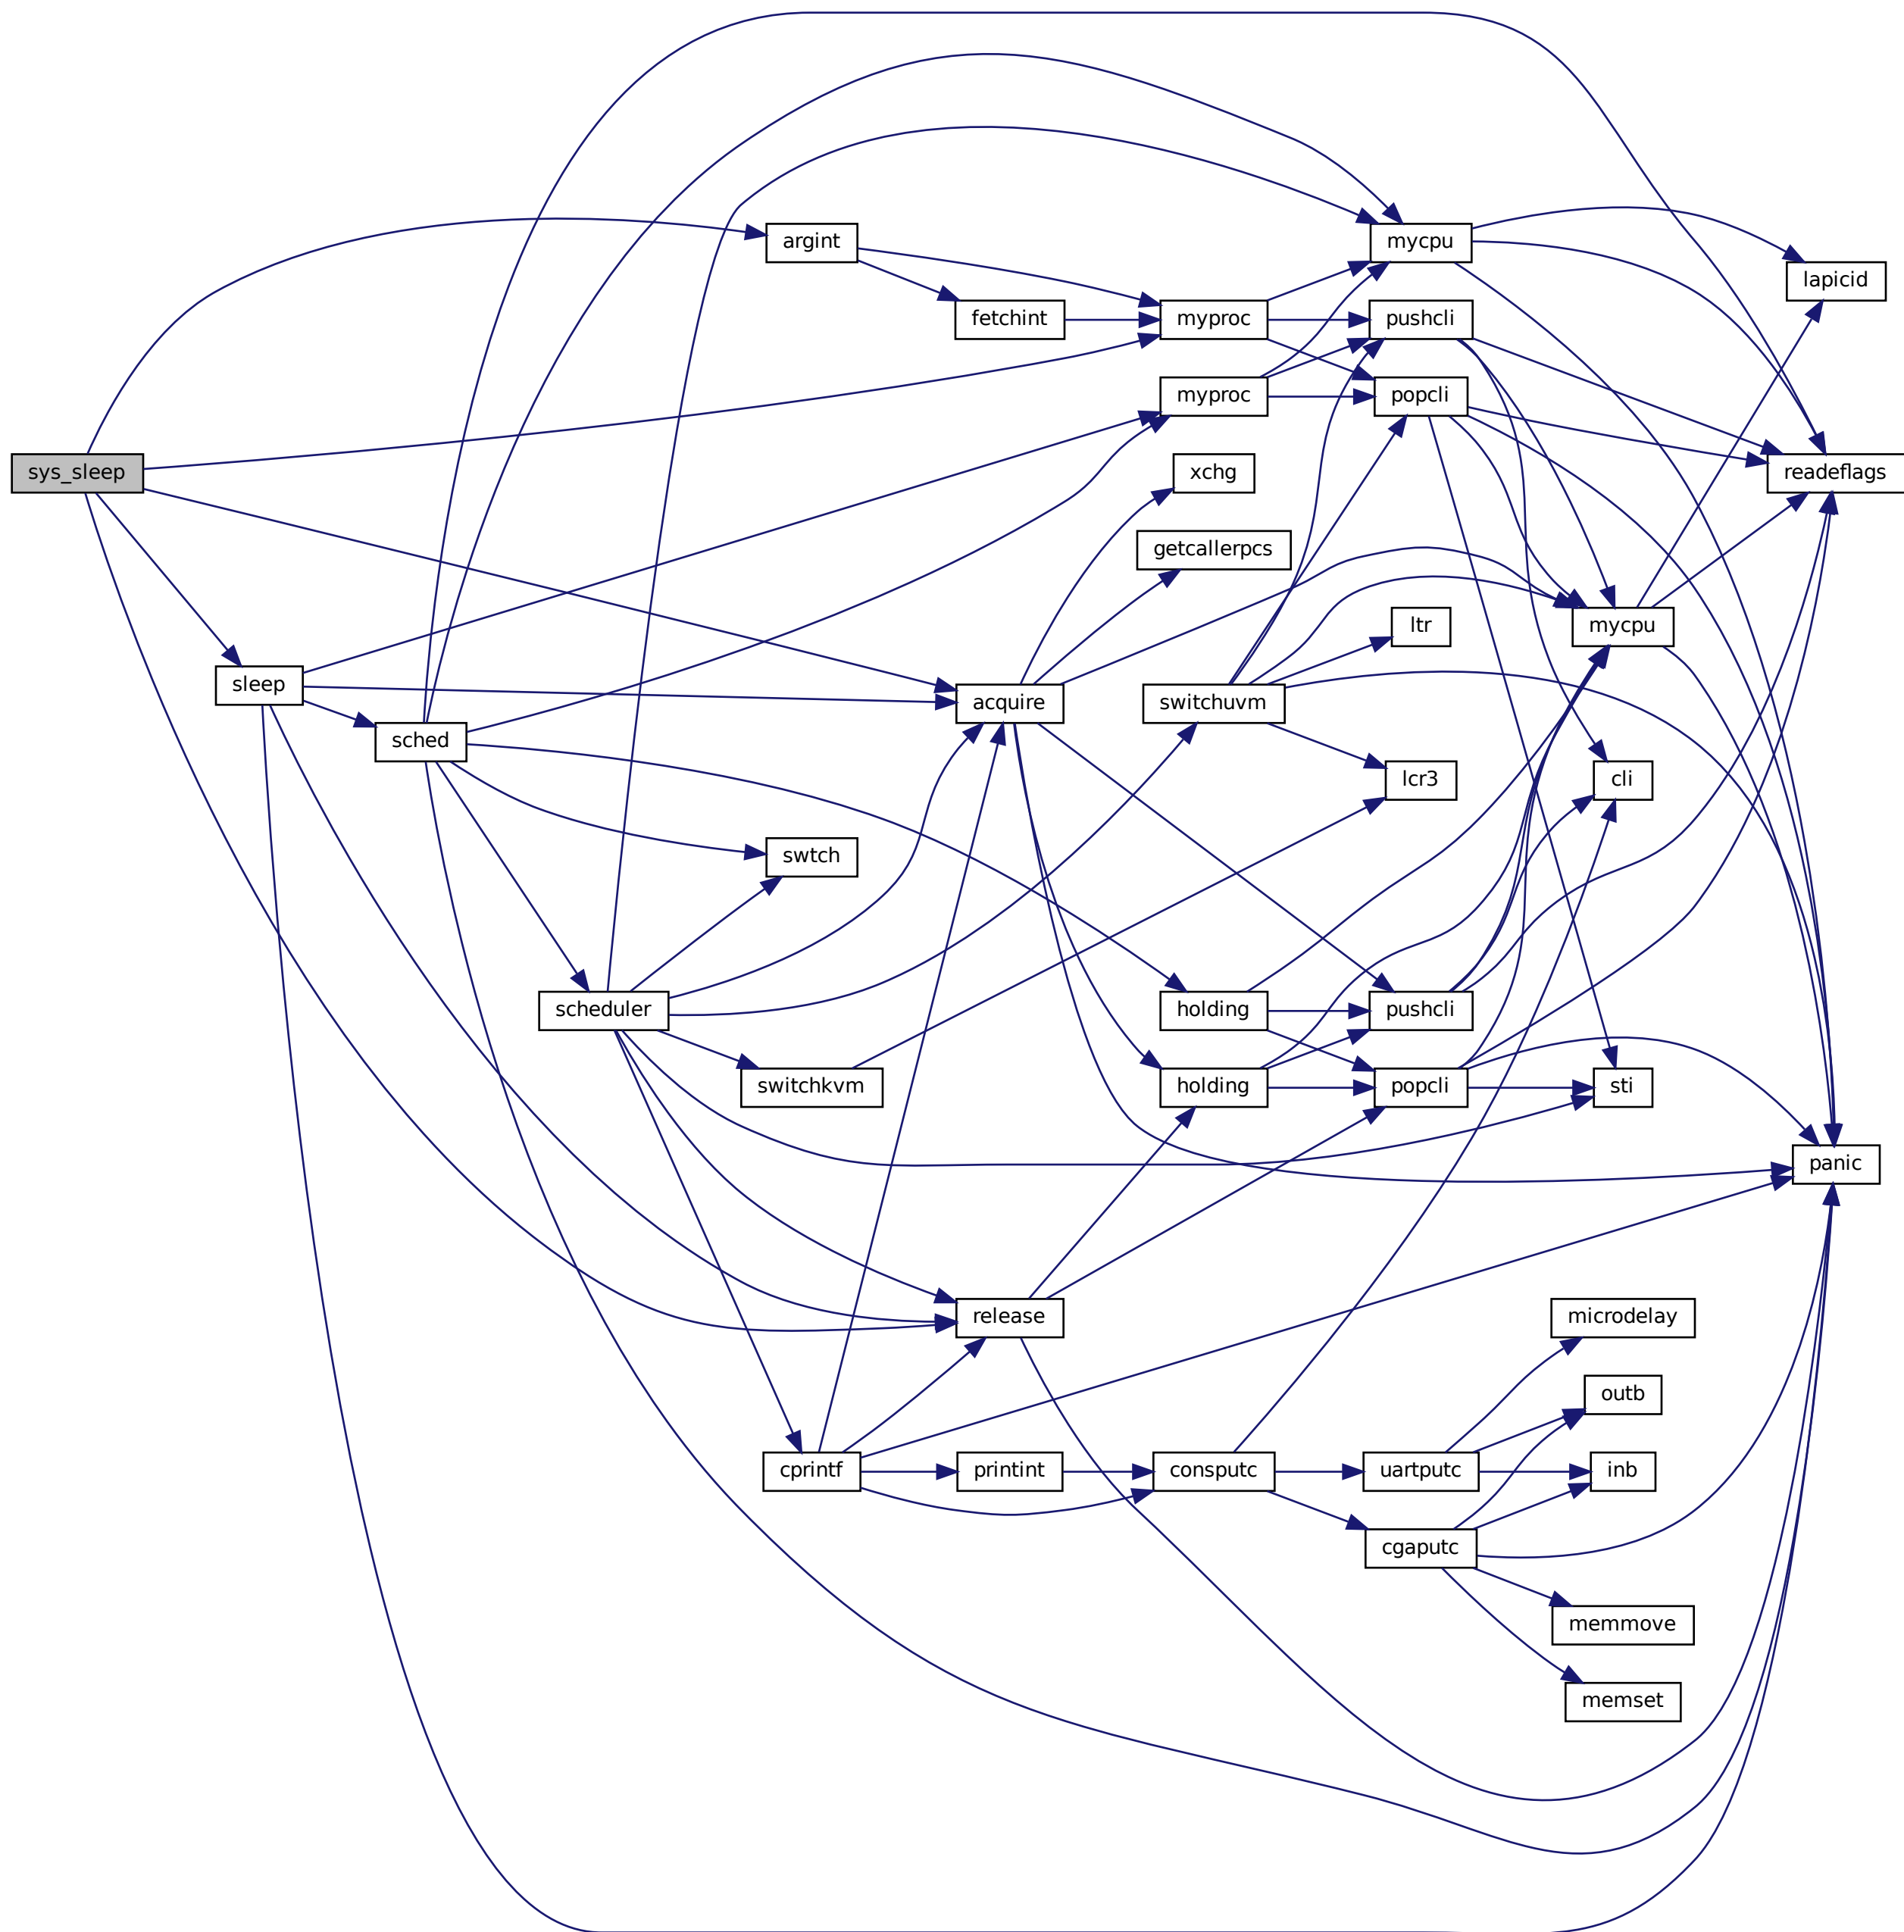 mycpu
argint
lapicid
fetchint
myproc
pushcli
myproc
popcli
sys_sleep
xchg
readeflags
getcallerpcs
ltr
mycpu
sleep
acquire
switchuvm
sched
lcr3
cli
swtch
scheduler
holding
pushcli
switchkvm
holding
popcli
sti
panic
release
microdelay
outb
cprintf
printint
consputc
uartputc
inb
cgaputc
memmove
memset